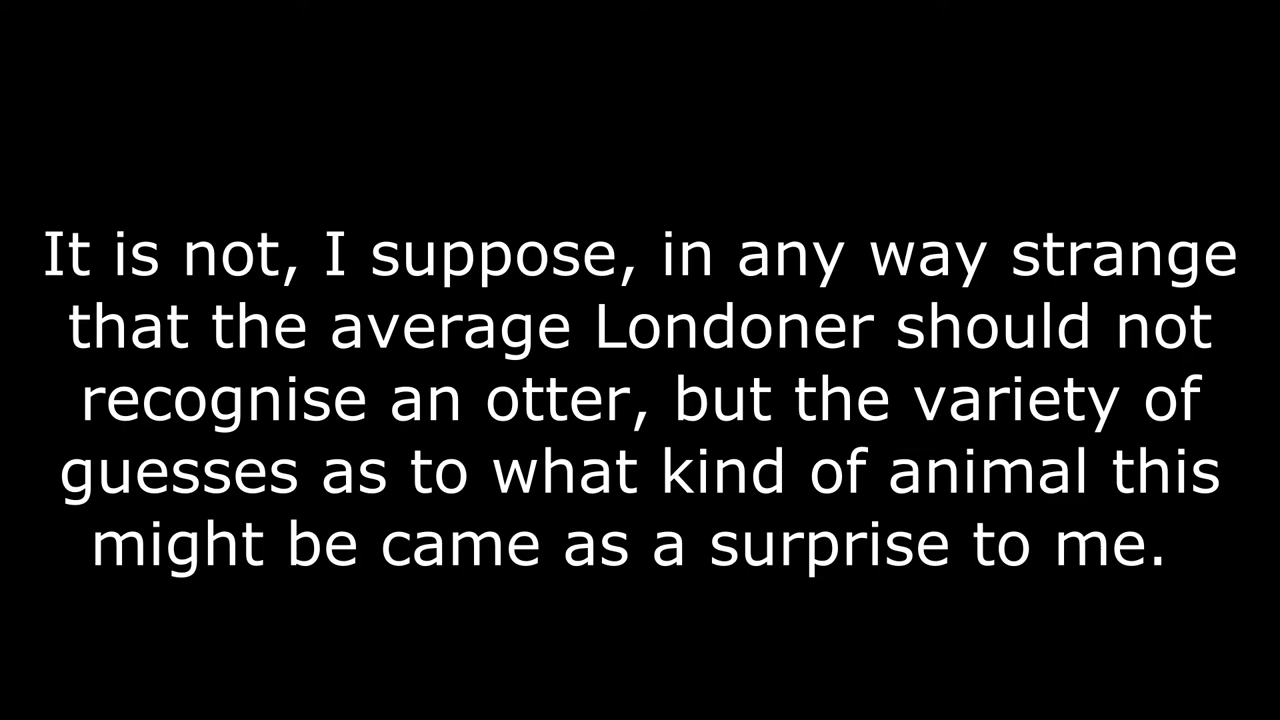 It is not, I suppose, in any way strange
that the average Londoner should not
recognise an otter, but the variety of
guesses as to what kind of animal this
might be came as a surprise to me.